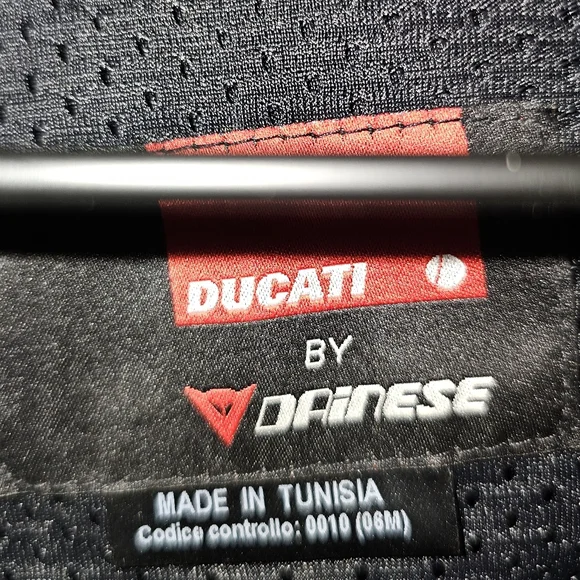 DUCATI
BY
DAiNESE
MADE IN TUNISIA
Codice controllo: 0010 (06M)